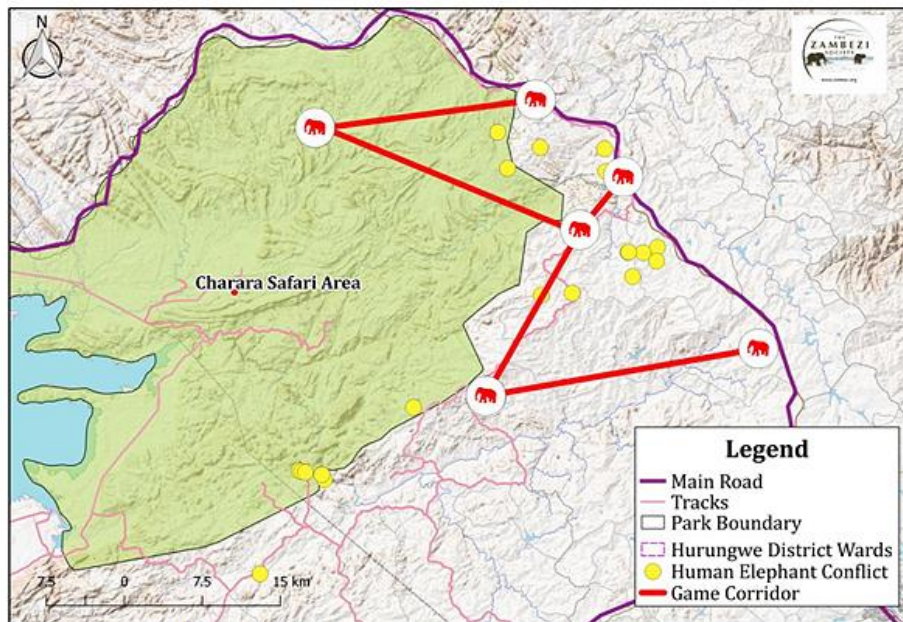 N
THE
ZAMBEZI
SOCIETY
Charara Safari Area
Legend
Main Road
Tracks
Park Boundary
Hurungwe District Wards
Human Elephant Conflict
Game Corridor
7.5 0 7.5 15 km